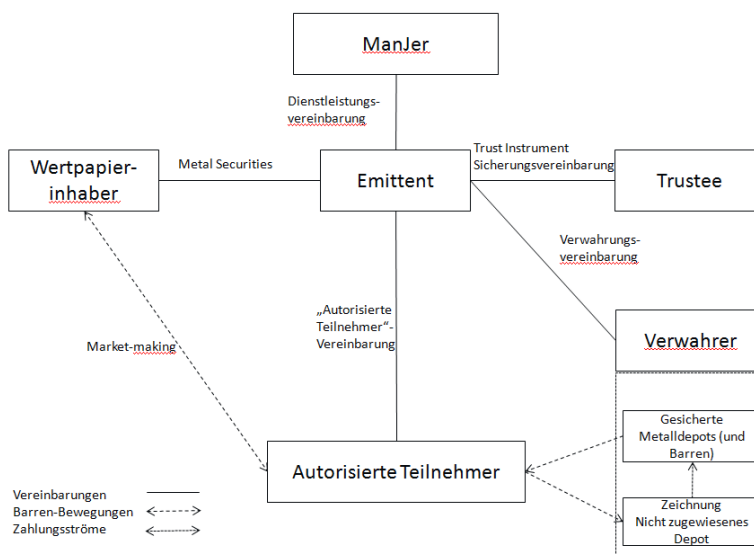 ManJer
Dienstleistungs-
vereinbarung
Wertpapier-
inhaber
Metal Securities
Emittent
Trust Instrument
Sicherungsvereinbarung
Trustee
Verwahrungs-
vereinbarung
„Autorisierte
Teilnehmer“-
Vereinbarung
Market-making
Verwahrer
Gesicherte
Metalldepots (und
Barren)
Autorisierte Teilnehmer
Zeichnung
Nicht zugewiesenes
Depot
Vereinbarungen
Barren-Bewegungen
Zahlungsströme